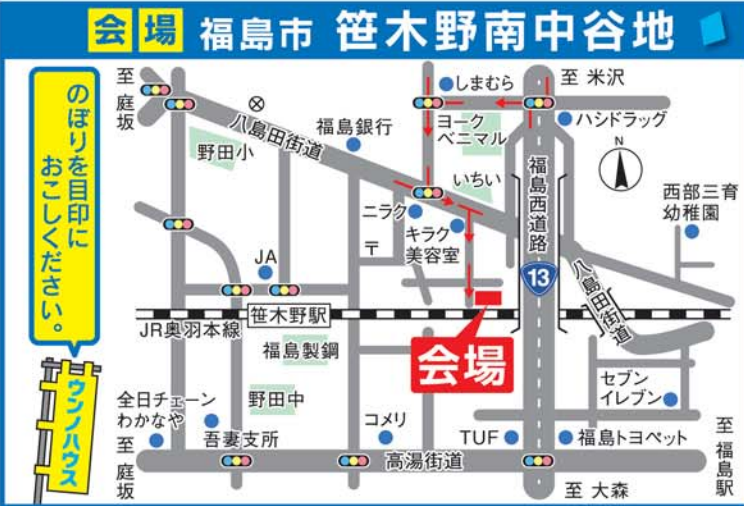 会場 福島市 笹木野南中谷地
のぼりを目印に
おこしください。
ウンノハウス
至 庭坂
八島田街道
野田小
福島銀行
しまむら
ヨーク
ベニマル
いちい
至 米沢
ハシドラッグ
N
福島西道路
13
西部三育
幼稚園
八島田街道
ニラク
キラク
美容室
〒
JA
JR奥羽本線
笹木野駅
会場
福島製鋼
野田中
全日チェーン
わかなや
吾妻支所
至 庭坂
コメリ
高湯街道
TUF
福島トヨペット
セブン
イレブン
至 福島駅
至 大森